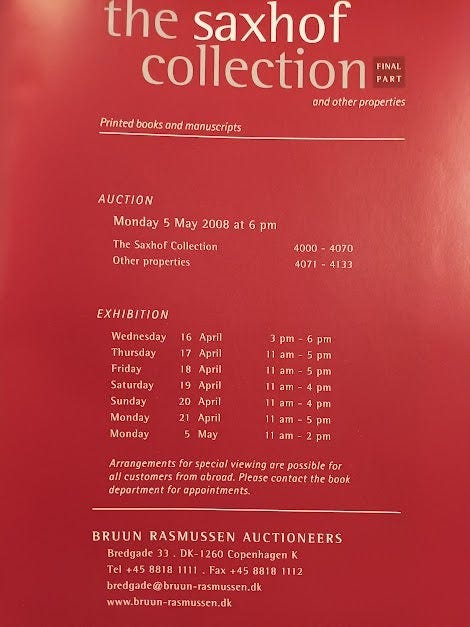 the saxhof
collection FINAL PART
and other properties
Printed books and manuscripts
AUCTION
Monday 5 May 2008 at 6 pm
The Saxhof Collection 4000 - 4070
Other properties 4071 - 4133
EXHIBITION
Wednesday 16 April 3 pm - 6 pm
Thursday 17 April 11 am - 5 pm
Friday 18 April 11 am - 5 pm
Saturday 19 April 11 am - 4 pm
Sunday 20 April 11 am - 4 pm
Monday 21 April 11 am - 5 pm
Monday 5 May 11 am - 2 pm
Arrangements for special viewing are possible for
all customers from abroad. Please contact the book
department for appointments.
BRUUN RASMUSSEN AUCTIONEERS
Bredgade 33 . DK-1260 Copenhagen K
Tel +45 8818 1111 . Fax +45 8818 1112
bredgade@bruun-rasmussen.dk
www.bruun-rasmussen.dk